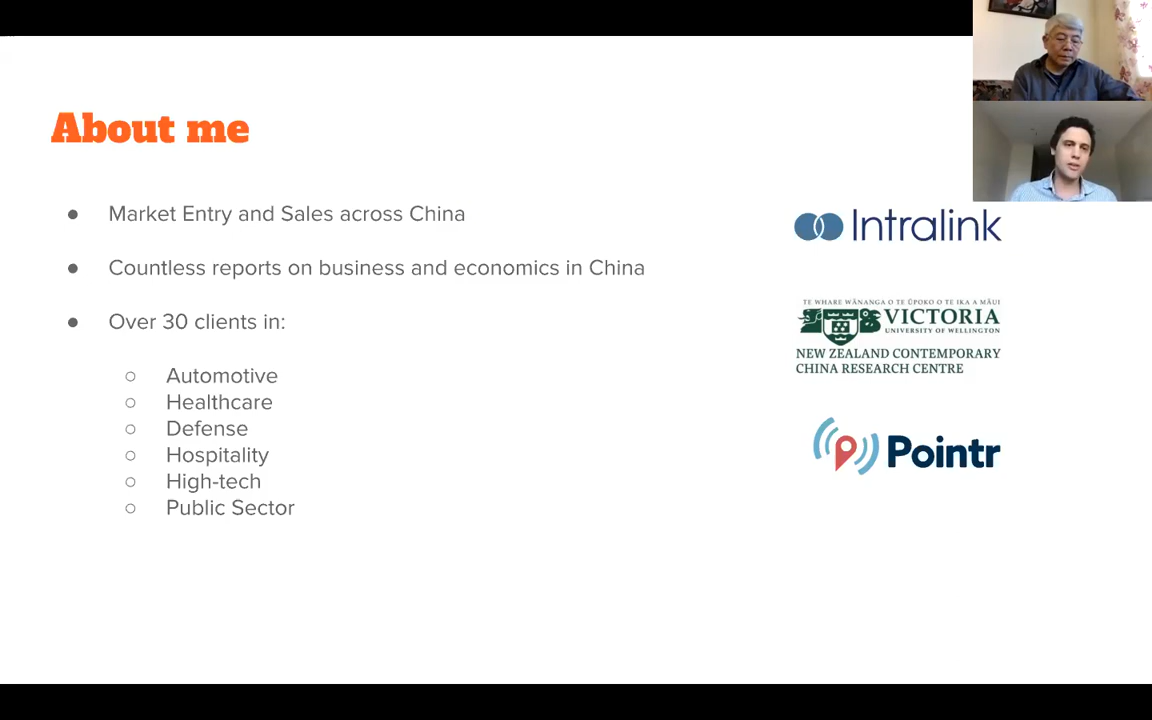 About me
● Market Entry and Sales across China
● Countless reports on business and economics in China
● Over 30 clients in:
○ Automotive
○ Healthcare
○ Defense
○ Hospitality
○ High-tech
○ Public Sector
Intralink
TE WHARE WĀNANGA O TE ŪPOKO O TE IKA A MĀUI
VICTORIA
UNIVERSITY OF WELLINGTON
NEW ZEALAND CONTEMPORARY
CHINA RESEARCH CENTRE
Pointr